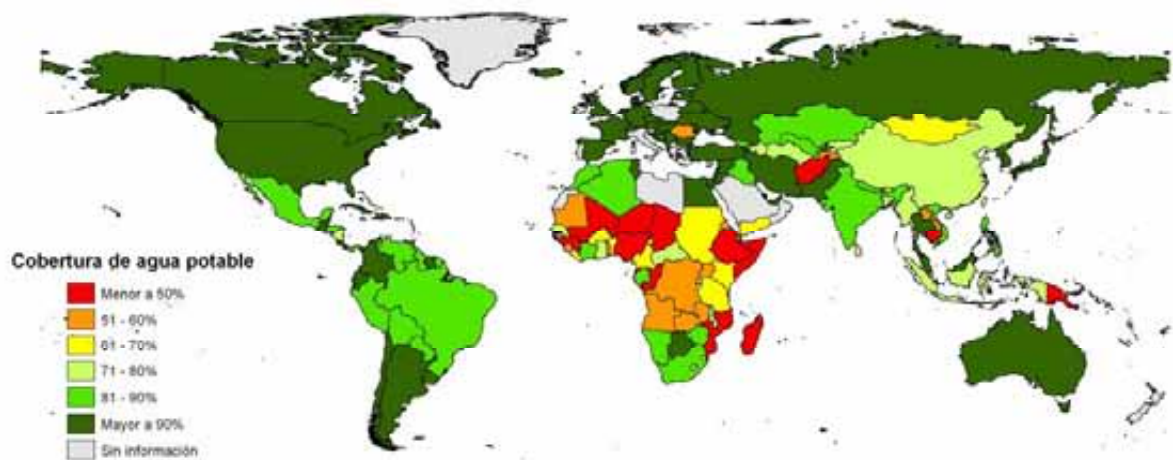 Cobertura de agua potable
Menor a 50%
51 - 60%
61 - 70%
71 - 80%
81 - 90%
Mayor a 90%
Sin información